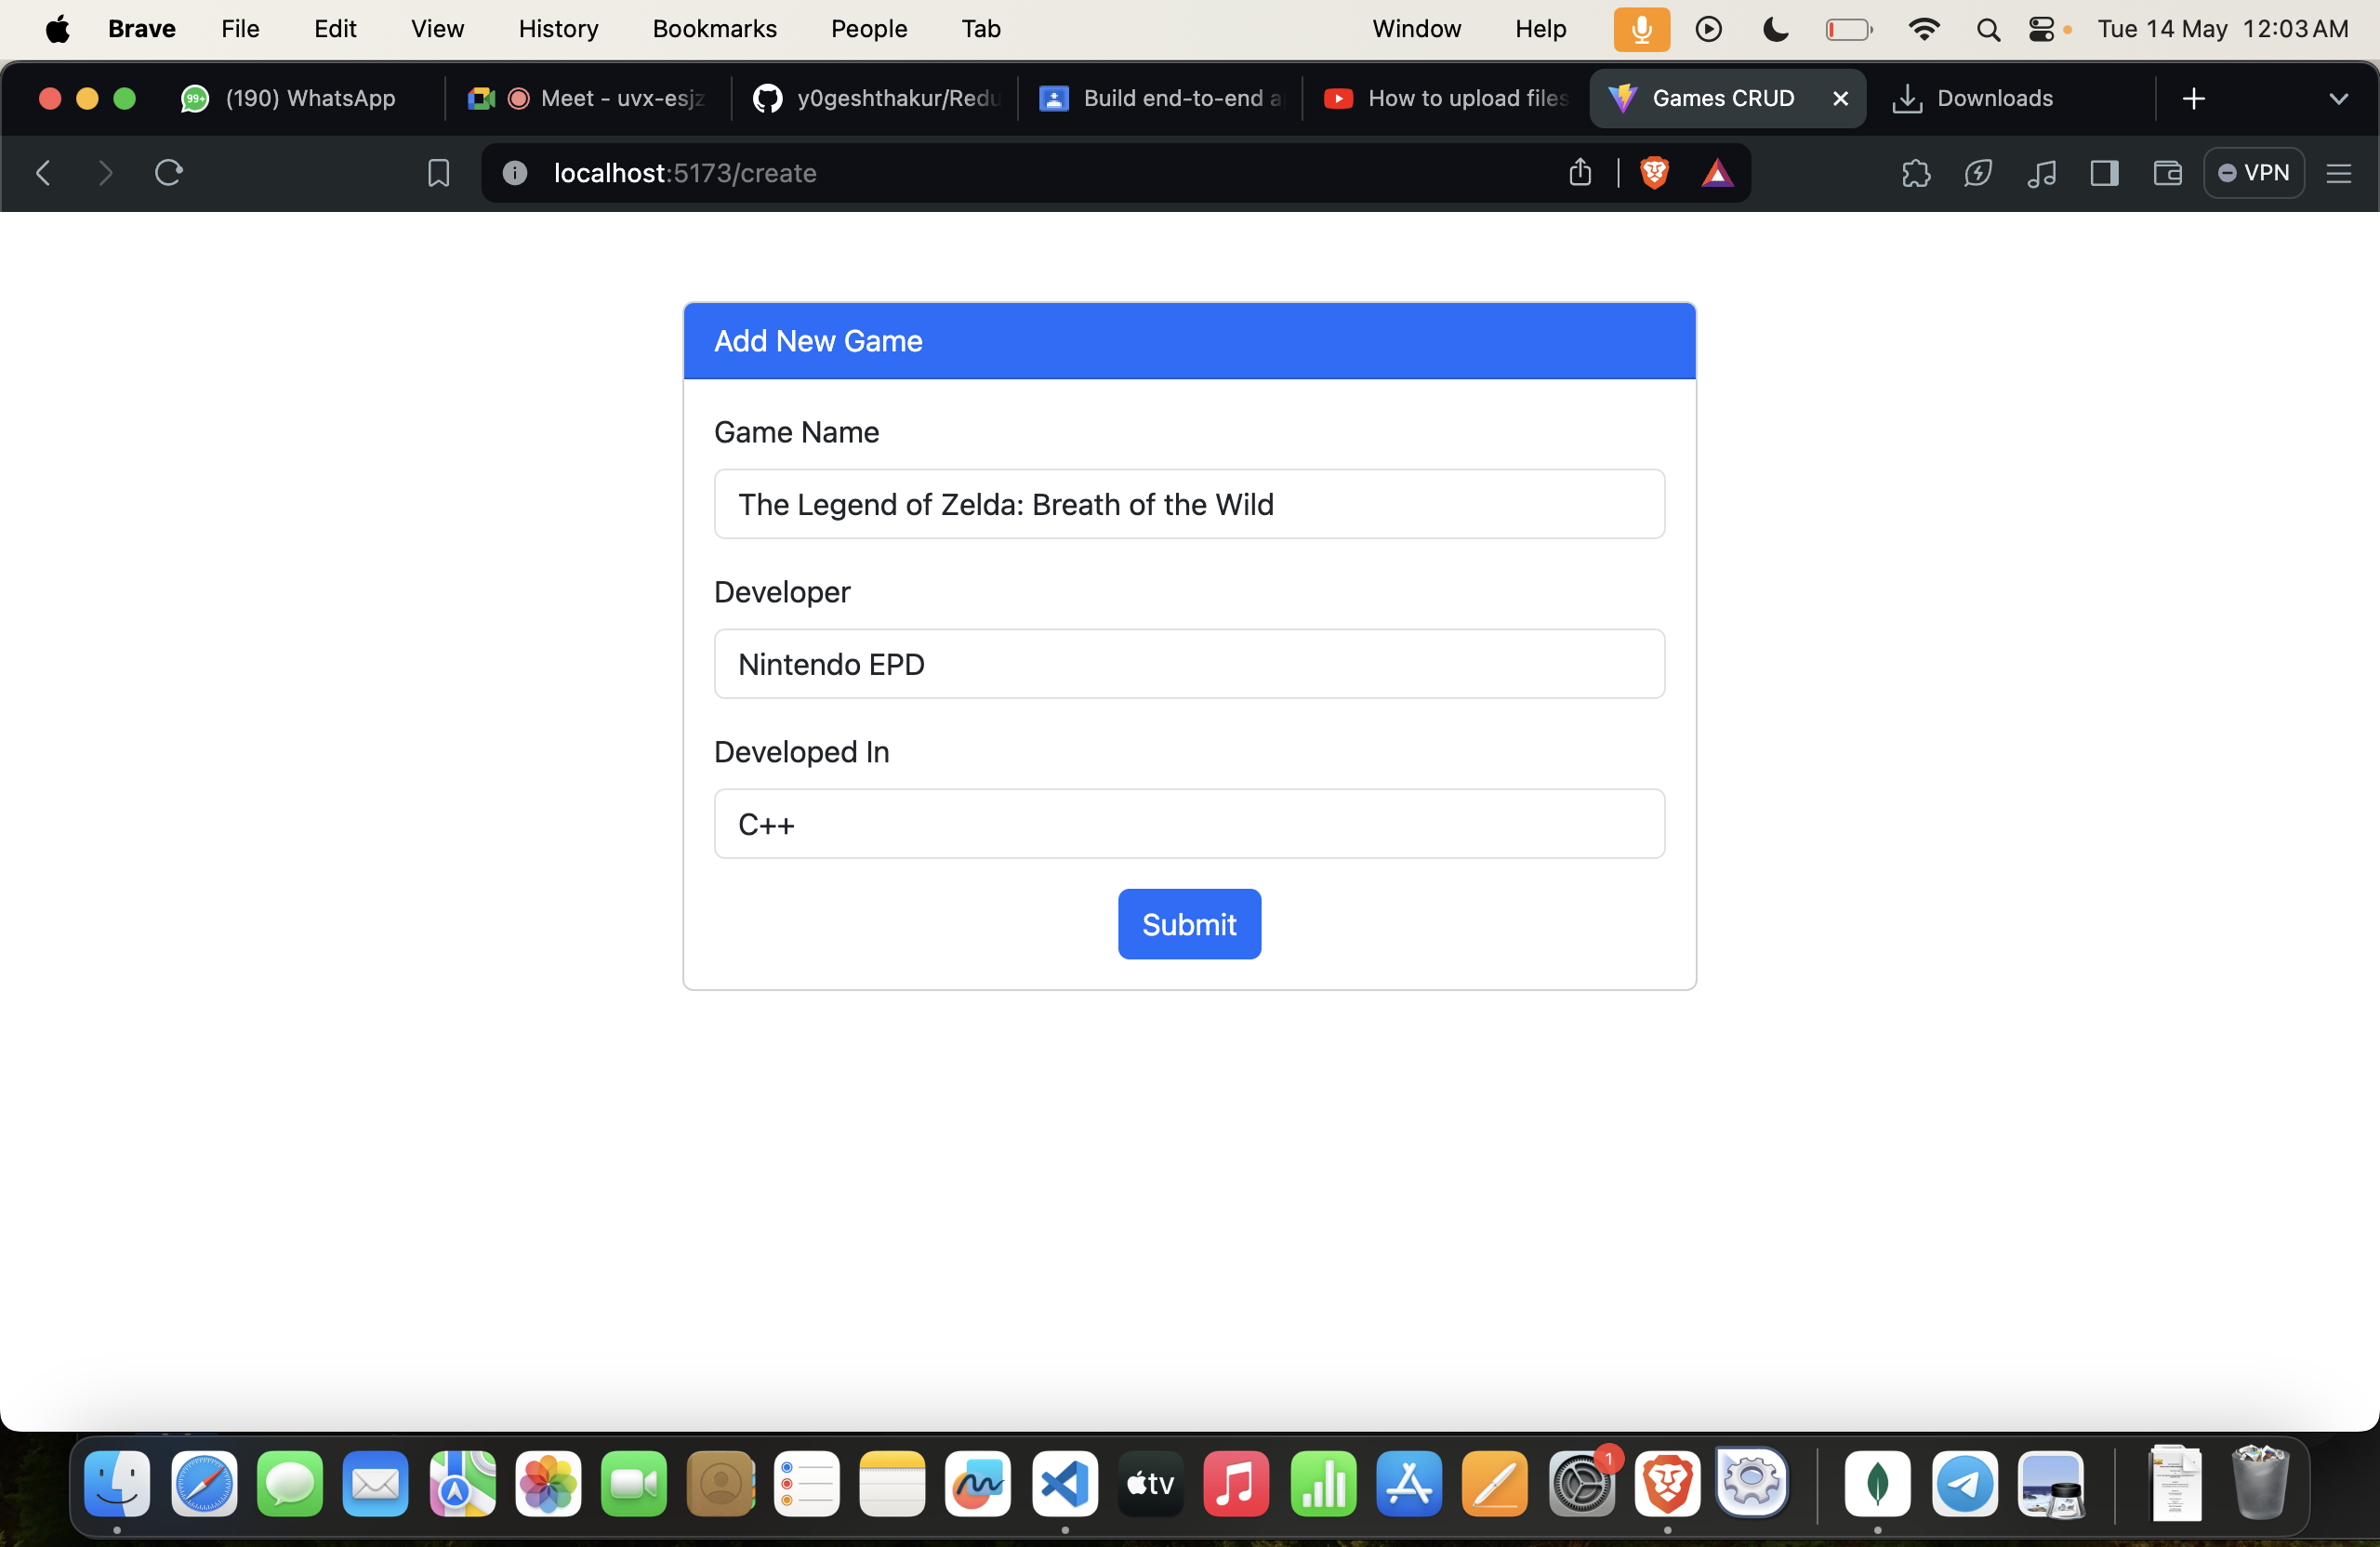 Brave File Edit View History Bookmarks People Tab Window Help Tue 14 May 12:03 AM
99+ (190) WhatsApp Meet - uvx-esjz y0geshthakur/Redu Build end-to-end a How to upload files Games CRUD Downloads
localhost:5173/create VPN
Add New Game
Game Name
The Legend of Zelda: Breath of the Wild
Developer
Nintendo EPD
Developed In
C++
Submit
tv 1